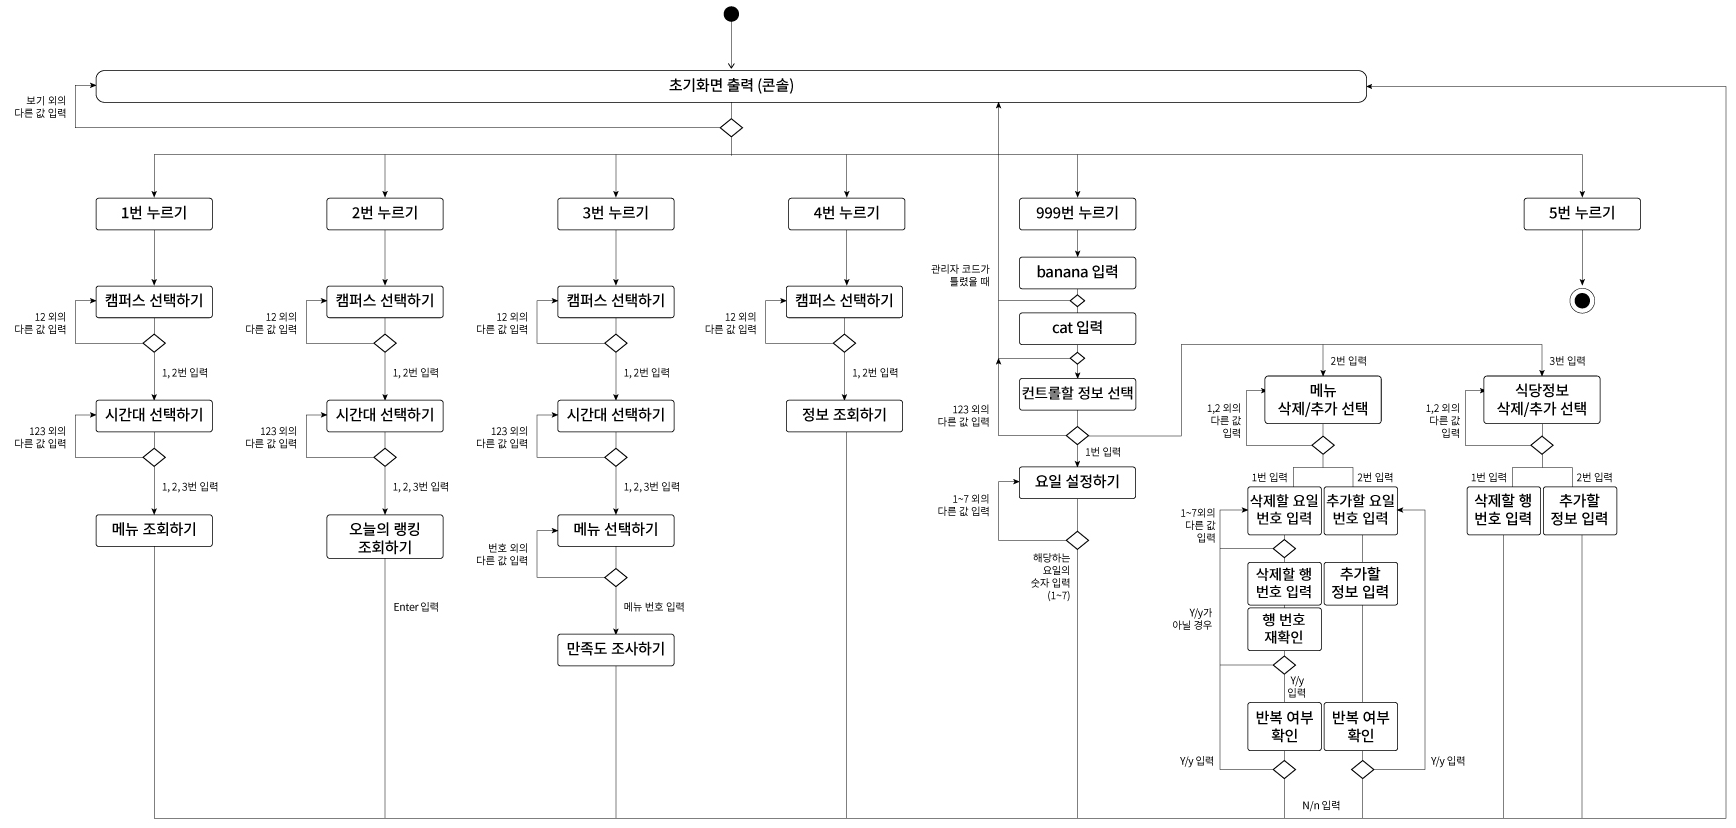 초기화면 출력 (콘솔)
보기 외의
다른 값 입력
1번 누르기
2번 누르기
3번 누르기
4번 누르기
999번 누르기
5번 누르기
관리자 코드가
틀렸을 때
banana 입력
캠퍼스 선택하기
캠퍼스 선택하기
캠퍼스 선택하기
캠퍼스 선택하기
12 외의
다른 값 입력
12 외의
다른 값 입력
12 외의
다른 값 입력
12 외의
다른 값 입력
cat 입력
1, 2번 입력
1, 2번 입력
1, 2번 입력
1, 2번 입력
2번 입력
3번 입력
컨트롤할 정보 선택
메뉴
삭제/추가 선택
식당정보
삭제/추가 선택
시간대 선택하기
시간대 선택하기
시간대 선택하기
정보 조회하기
123 외의
다른 값 입력
123 외의
다른 값 입력
123 외의
다른 값 입력
123 외의
다른 값 입력
1,2 외의
다른 값
입력
1,2 외의
다른 값
입력
1번 입력
요일 설정하기
1, 2, 3번 입력
1, 2, 3번 입력
1, 2, 3번 입력
1번 입력
2번 입력
1번 입력
2번 입력
1~7 외의
다른 값 입력
삭제할 요일
번호 입력
추가할 요일
번호 입력
삭제할 행
번호 입력
추가할
정보 입력
메뉴 조회하기
오늘의 랭킹
조회하기
메뉴 선택하기
번호 외의
다른 값 입력
1~7외의
다른 값
입력
해당하는
요일의
숫자 입력
(1~7)
삭제할 행
번호 입력
추가할
정보 입력
Enter 입력
메뉴 번호 입력
Y/y가
아닐 경우
행 번호
재확인
만족도 조사하기
Y/y
입력
반복 여부
확인
반복 여부
확인
Y/y 입력
Y/y 입력
N/n 입력